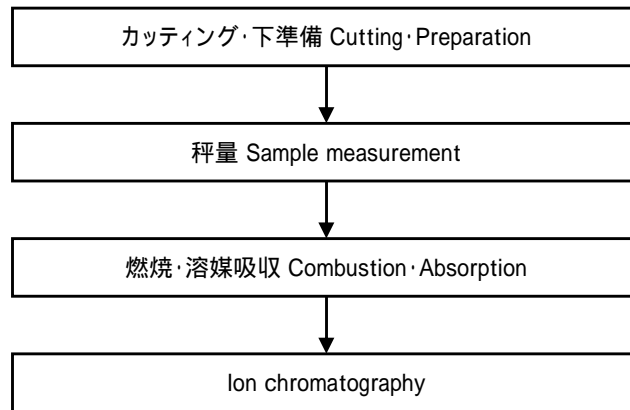 カッティング・下準備 Cutting・Preparation
秤量 Sample measurement
燃焼・溶媒吸収 Combustion・Absorption
Ion chromatography